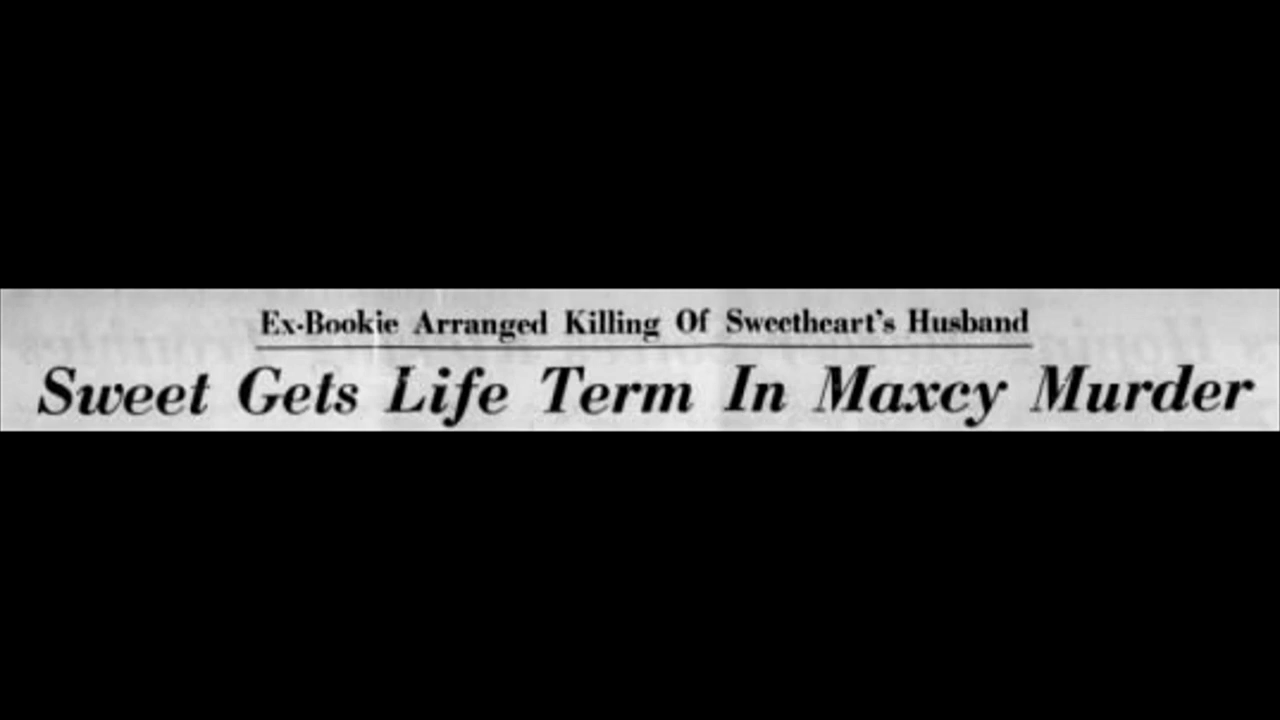 Ex-Bookie Arranged Killing Of Sweetheart's Husband
Sweet Gets Life Term In Maxcy Murder